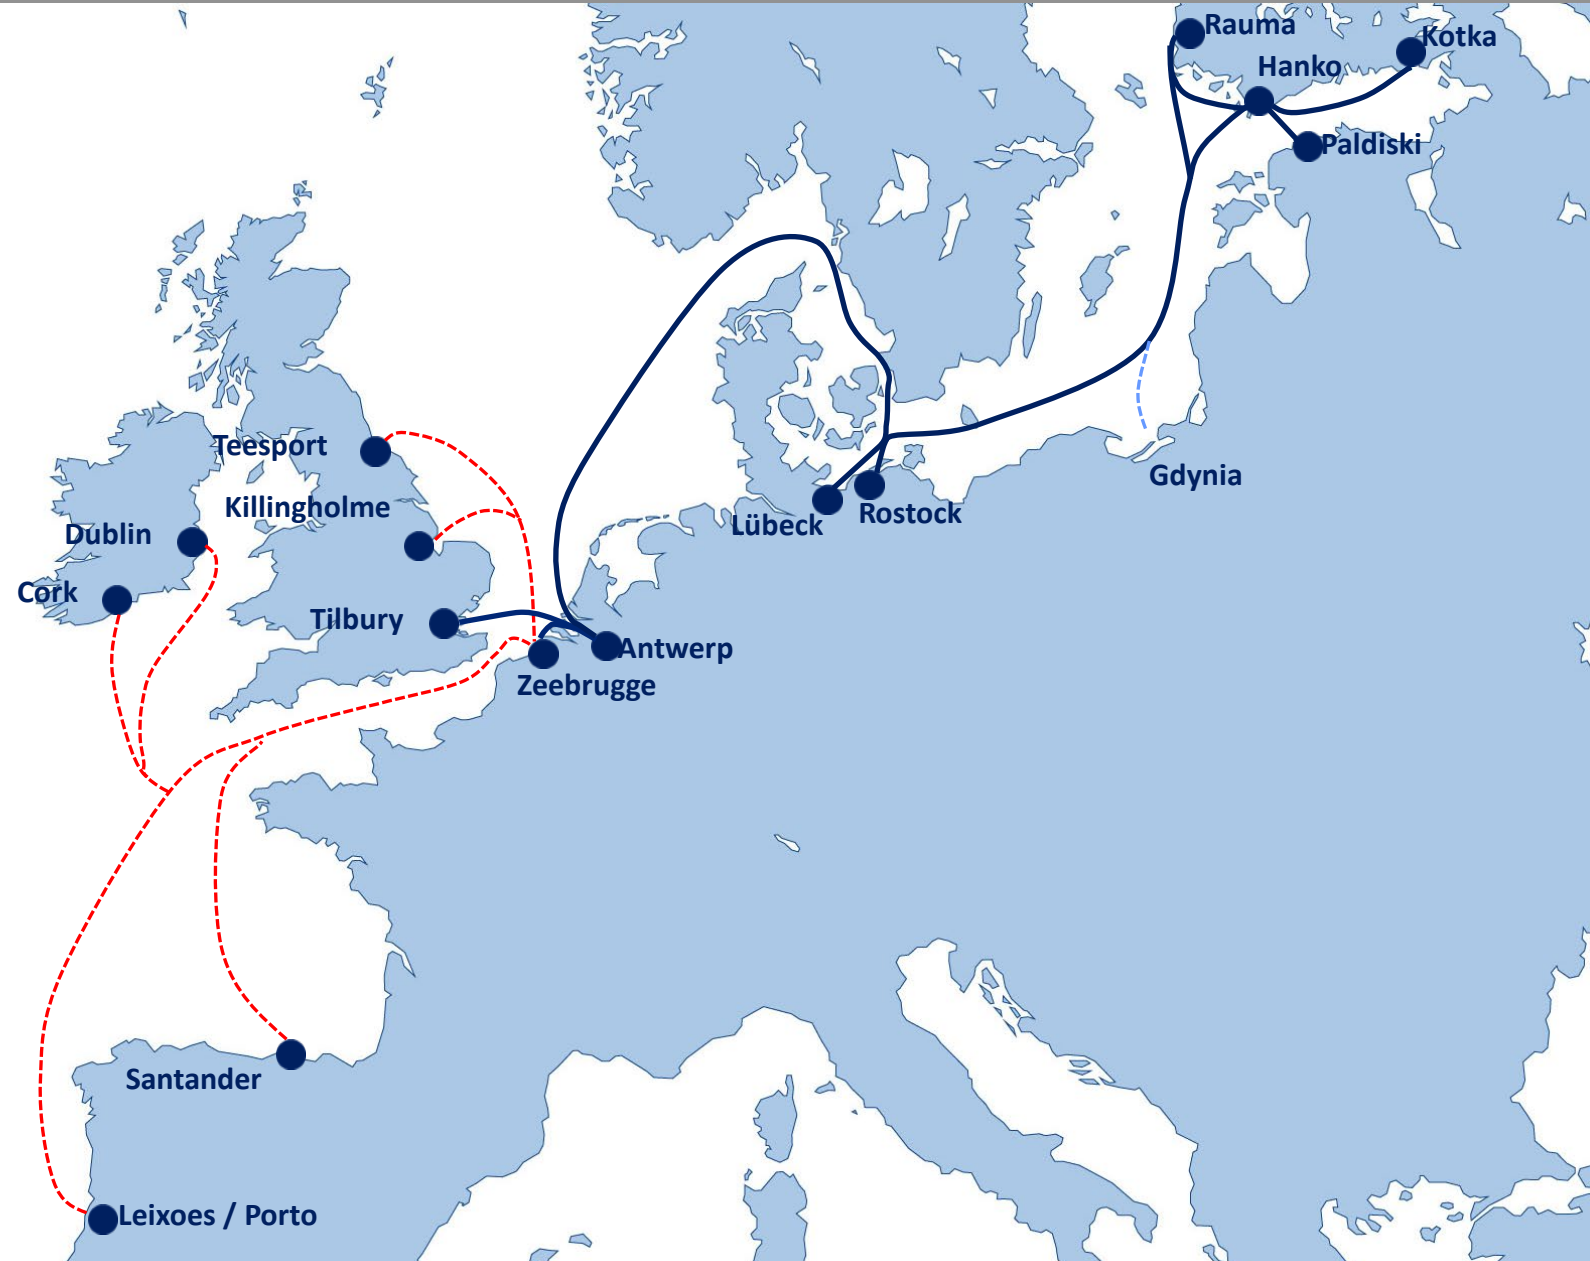 Rauma
Kotka
Hanko
Paldiski
Teesport
Gdynia
Killingholme
Lübeck
Rostock
Dublin
Cork
Tilbury
Antwerp
Zeebrugge
Santander
Leixoes / Porto